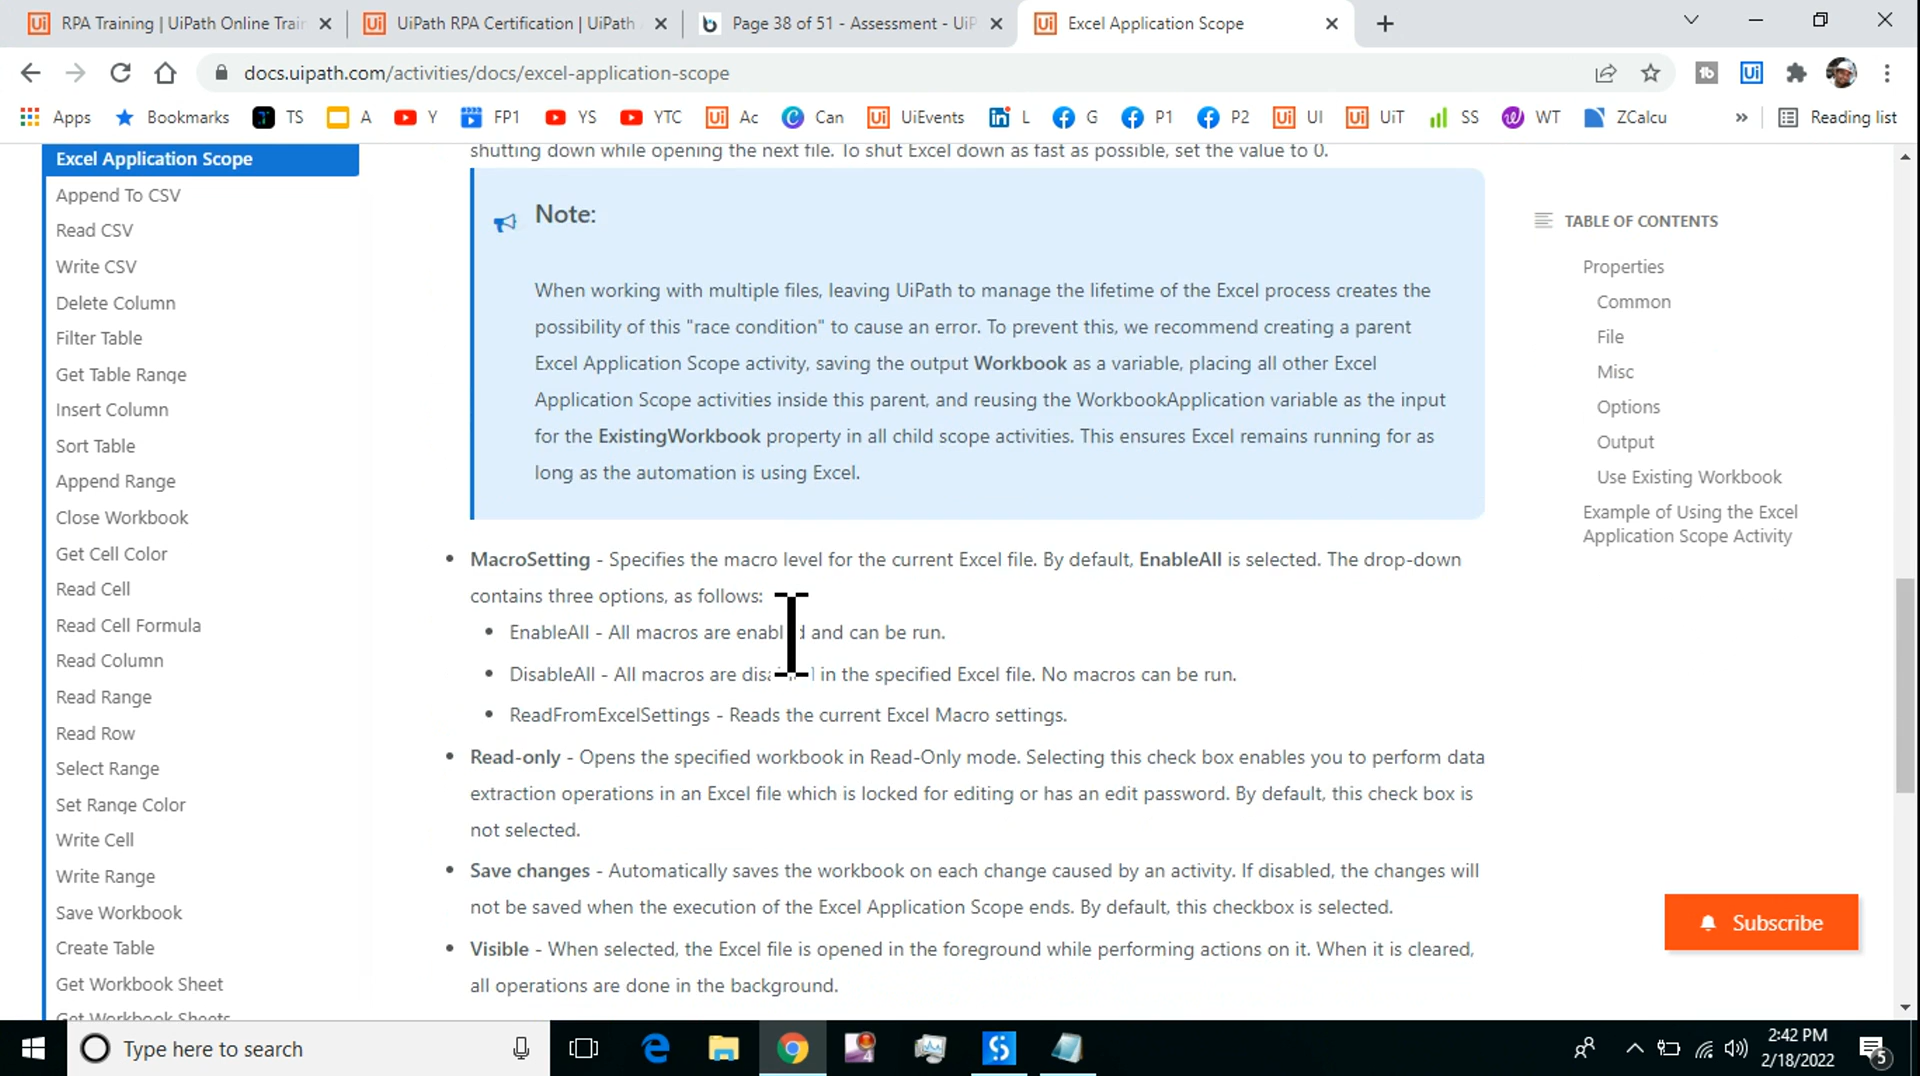 RPA Training | UiPath Online Train
UiPath RPA Certification | UiPath
Page 38 of 51 - Assessment - UiP
Excel Application Scope
docs.uipath.com/activities/docs/excel-application-scope
Apps Bookmarks TS A Y FP1 YS YTC Ac Can UiEvents L G P1 P2 UI UiT SS WT ZCalcu » Reading list
Excel Application Scope
Append To CSV
Read CSV
Write CSV
Delete Column
Filter Table
Get Table Range
Insert Column
Sort Table
Append Range
Close Workbook
Get Cell Color
Read Cell
Read Cell Formula
Read Column
Read Range
Read Row
Select Range
Set Range Color
Write Cell
Write Range
Save Workbook
Create Table
Get Workbook Sheet
Get Workbook Sheets
shutting down while opening the next file. To shut Excel down as fast as possible, set the value to 0.
Note:
When working with multiple files, leaving UiPath to manage the lifetime of the Excel process creates the
possibility of this "race condition" to cause an error. To prevent this, we recommend creating a parent
Excel Application Scope activity, saving the output Workbook as a variable, placing all other Excel
Application Scope activities inside this parent, and reusing the WorkbookApplication variable as the input
for the ExistingWorkbook property in all child scope activities. This ensures Excel remains running for as
long as the automation is using Excel.
• MacroSetting - Specifies the macro level for the current Excel file. By default, EnableAll is selected. The drop-down
contains three options, as follows:
• EnableAll - All macros are enabled and can be run.
• DisableAll - All macros are in the specified Excel file. No macros can be run.
• ReadFromExcelSettings - Reads the current Excel Macro settings.
• Read-only - Opens the specified workbook in Read-Only mode. Selecting this check box enables you to perform data
extraction operations in an Excel file which is locked for editing or has an edit password. By default, this check box is
not selected.
• Save changes - Automatically saves the workbook on each change caused by an activity. If disabled, the changes will
not be saved when the execution of the Excel Application Scope ends. By default, this checkbox is selected.
• Visible - When selected, the Excel file is opened in the foreground while performing actions on it. When it is cleared,
all operations are done in the background.
TABLE OF CONTENTS
Properties
Common
File
Misc
Options
Output
Use Existing Workbook
Example of Using the Excel
Application Scope Activity
Subscribe
Type here to search
2:42 PM
2/18/2022
5